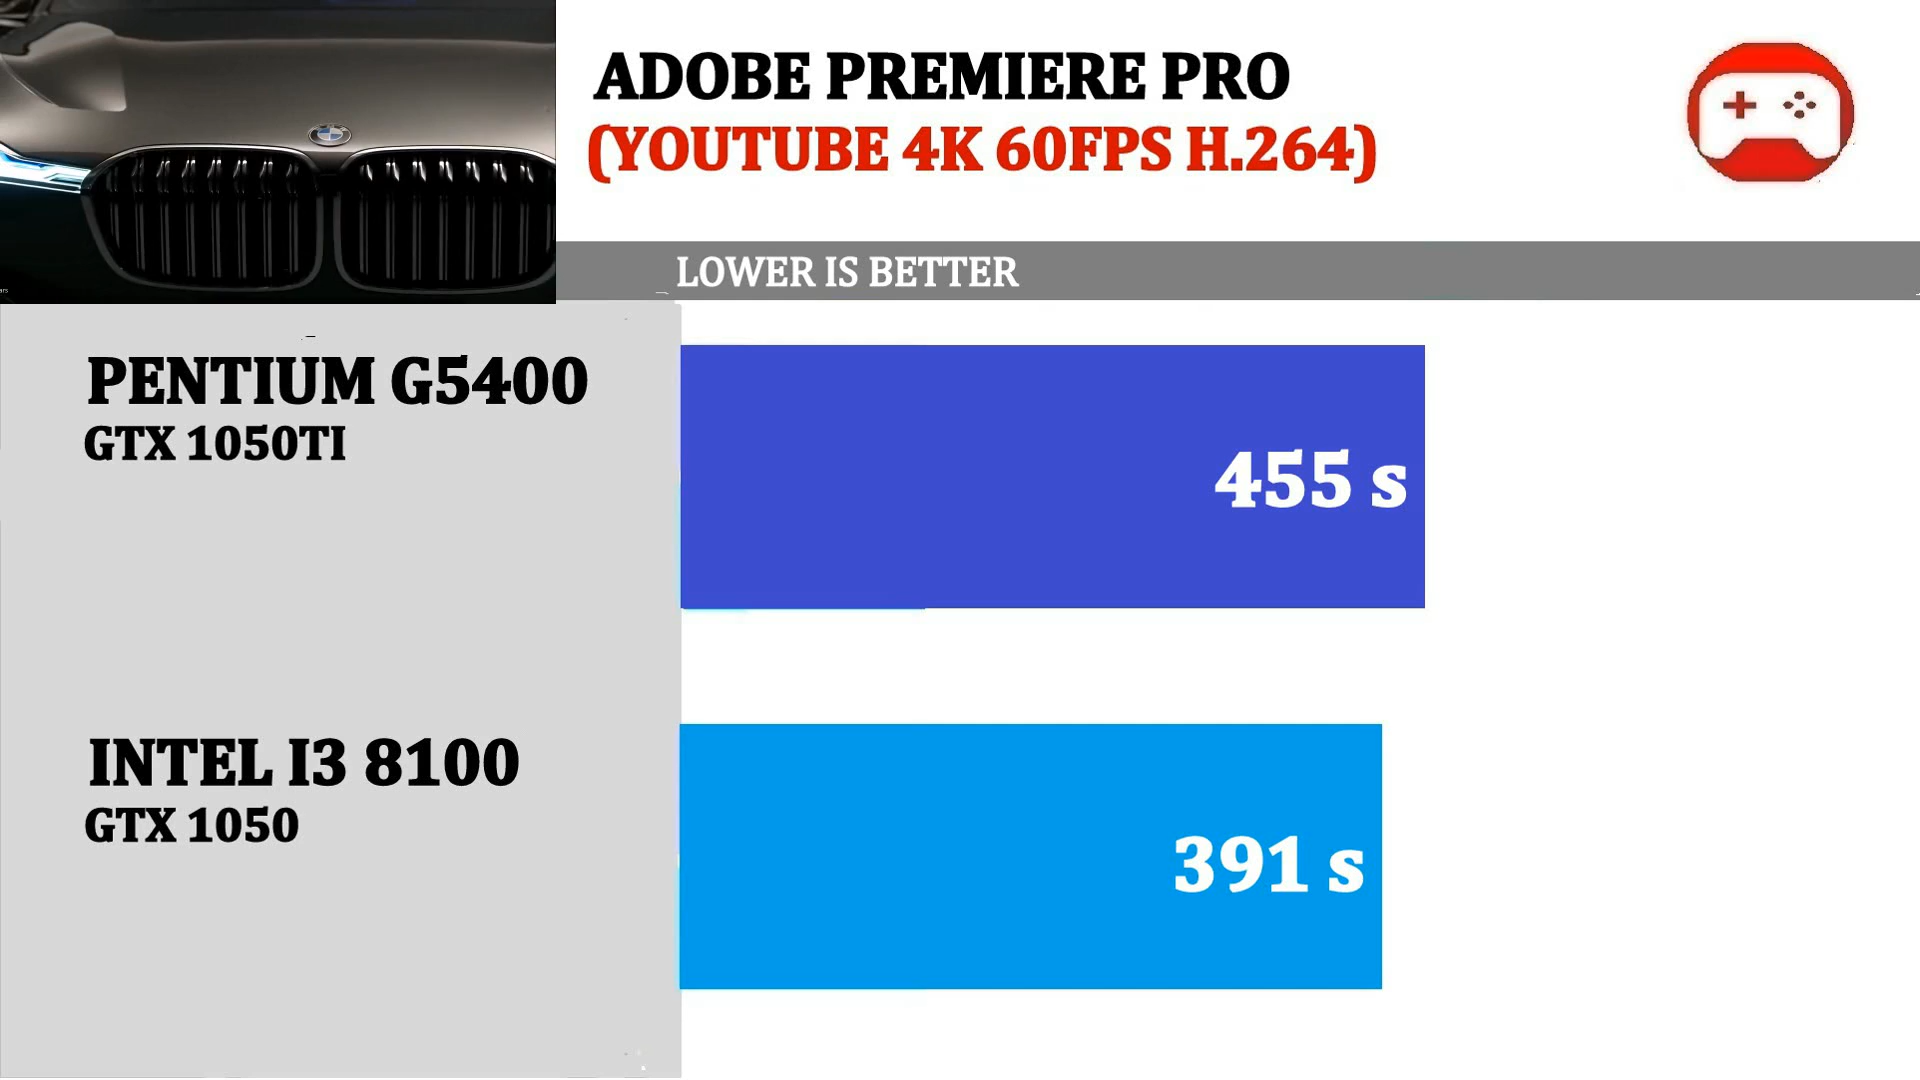 ADOBE PREMIERE PRO
(YOUTUBE 4K 60FPS H.264)
LOWER IS BETTER
PENTIUM G5400
GTX 1050TI
455 s
INTEL I3 8100
GTX 1050
391 s